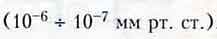 (10⁻⁶ ÷ 10⁻⁷ мм рт. ст.)